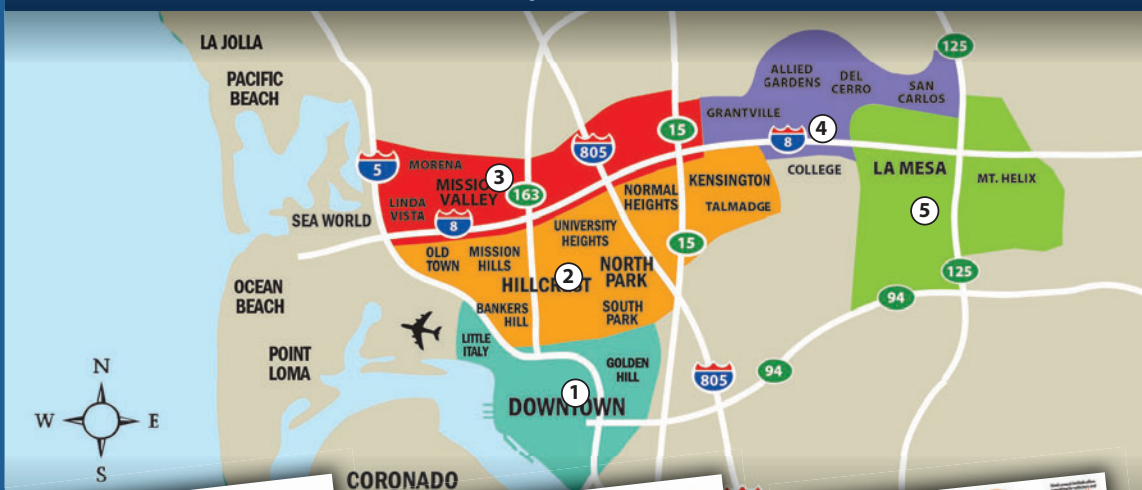 LA JOLLA
PACIFIC
BEACH
125
ALLIED
GARDENS
DEL
CERRO
SAN
CARLOS
GRANTVILLE
15
805
8
4
5
MORENA
3
MISSION
VALLEY
163
LINDA
VISTA
8
SEA WORLD
NORMAL
HEIGHTS
KENSINGTON
TALMADGE
COLLEGE
LA MESA
MT. HELIX
5
UNIVERSITY
HEIGHTS
15
OLD
TOWN
MISSION
HILLS
2
HILLCREST
NORTH
PARK
125
94
OCEAN
BEACH
BANKERS
HILL
SOUTH
PARK
LITTLE
ITALY
POINT
LOMA
GOLDEN
HILL
805
94
1
DOWNTOWN
N
W
E
S
CORONADO